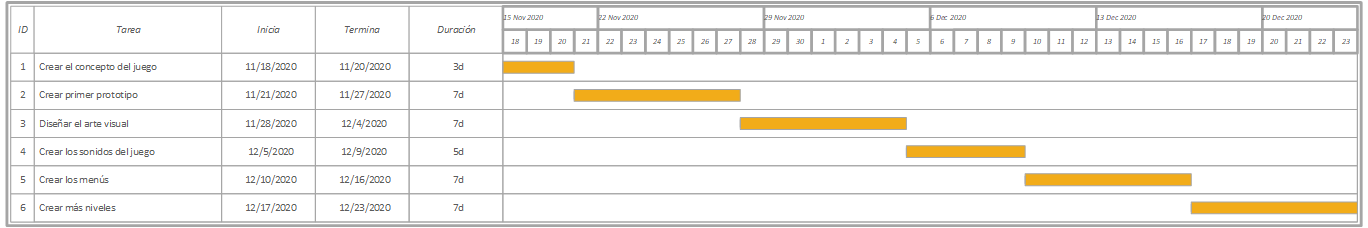 ID Tarea Inicia Termina Duración 15 Nov 2020 22 Nov 2020 29 Nov 2020 6 Dec 2020 13 Dec 2020 20 Dec 2020
18 19 20 21 22 23 24 25 26 27 28 29 30 1 2 3 4 5 6 7 8 9 10 11 12 13 14 15 16 17 18 19 20 21 22 23
1 Crear el concepto del juego 11/18/2020 11/20/2020 3d
2 Crear primer prototipo 11/21/2020 11/27/2020 7d
3 Diseñar el arte visual 11/28/2020 12/4/2020 7d
4 Crear los sonidos del juego 12/5/2020 12/9/2020 5d
5 Crear los menús 12/10/2020 12/16/2020 7d
6 Crear más niveles 12/17/2020 12/23/2020 7d